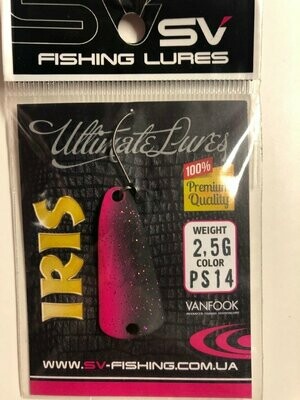 SV SV
FISHING LURES
Ultimate Lures
100%
Premium
Quality
IRIS
WEIGHT
2,5G
COLOR
PS14
VANFOOK
WWW.SV-FISHING.COM.UA